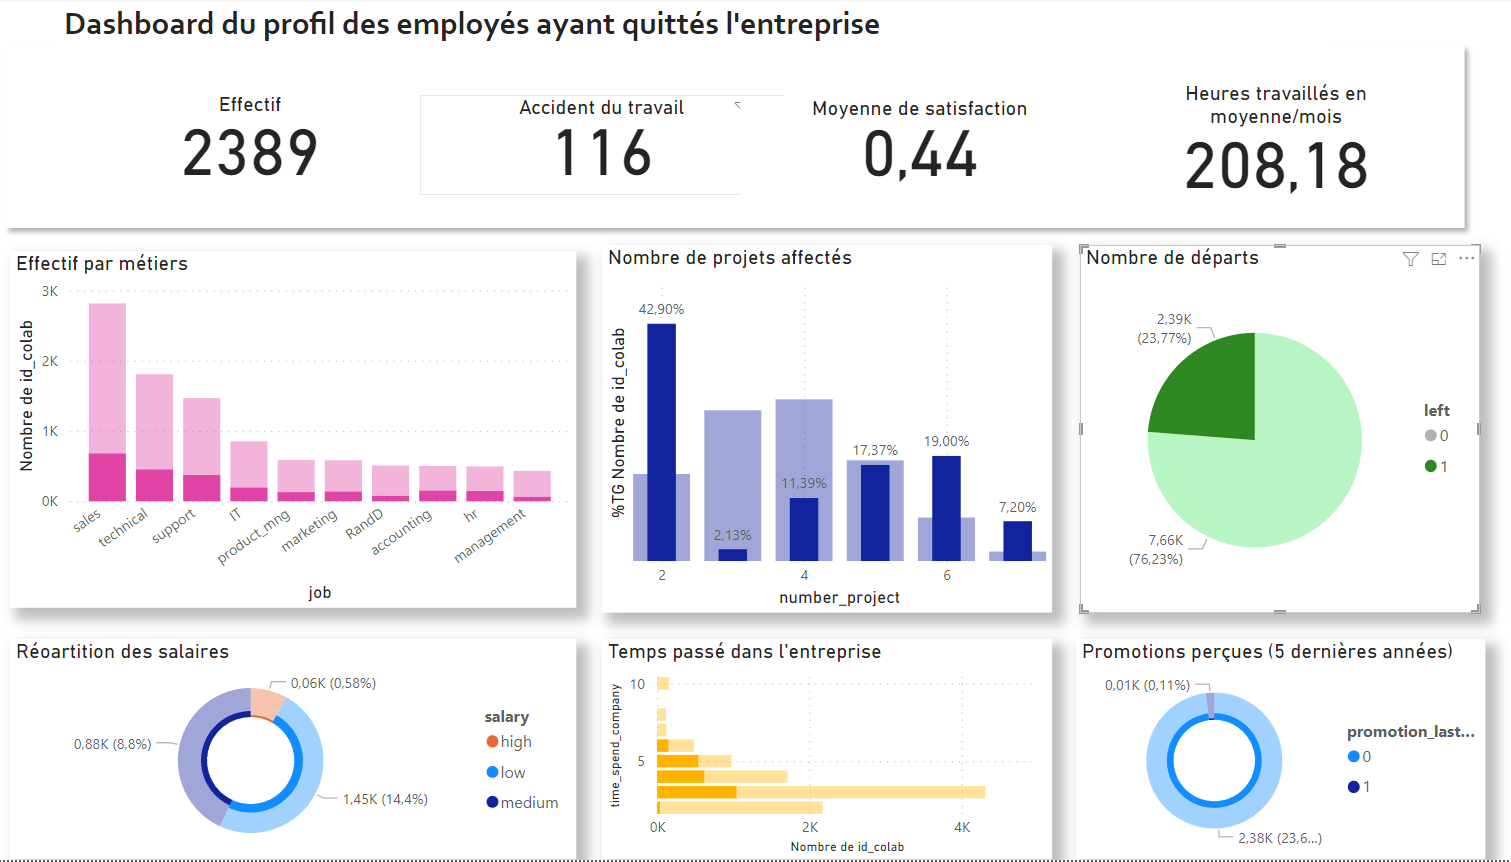 Dashboard du profil des employés ayant quittés l'entreprise
Effectif
2389
Accident du travail
116
Moyenne de satisfaction
0,44
Heures travaillés en
moyenne/mois
208,18
Effectif par métiers
Nombre de id_colab
3K
2K
1K
0K
sales
technical
support
IT
product_mng
marketing
RandD
accounting
hr
management
job
Nombre de projets affectés
%TG Nombre de id_colab
42,90%
2,13%
11,39%
17,37%
19,00%
7,20%
2
4
6
number_project
Nombre de départs
2,39K
(23,77%)
7,66K
(76,23%)
left
0
1
Réoartition des salaires
0,06K (0,58%)
0,88K (8,8%)
1,45K (14,4%)
salary
high
low
medium
Temps passé dans l'entreprise
time_spend_company
10
5
0K
2K
4K
Nombre de id_colab
Promotions perçues (5 dernières années)
0,01K (0,11%)
2,38K (23,6...)
promotion_last...
0
1